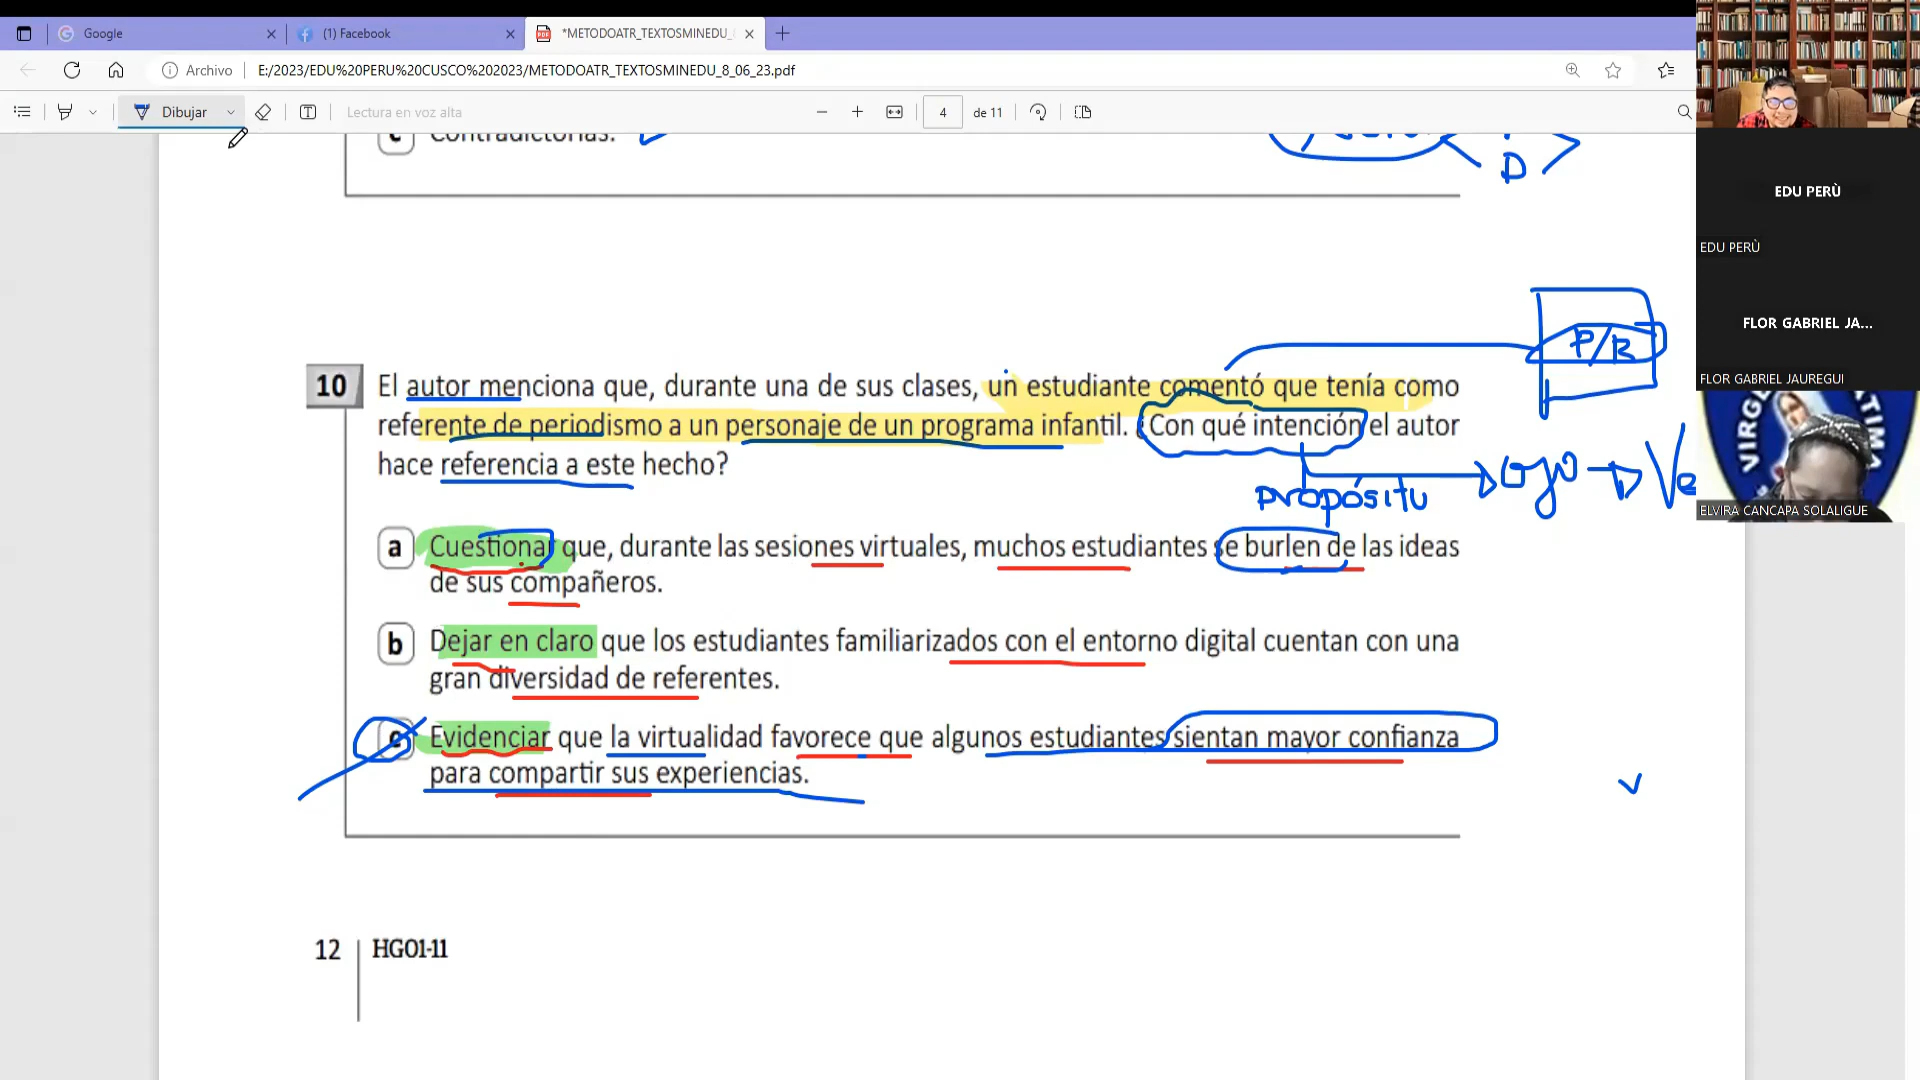 Google
(1) Facebook
*METODOATR_TEXTOSMINEDU_
Archivo
E:/2023/EDU%20PERU%20CUSCO%202023/METODOATR_TEXTOSMINEDU_8_06_23.pdf
Dibujar
Lectura en voz alta
4 de 11
c Contradictorias.
D
P/R
10 El autor menciona que, durante una de sus clases, un estudiante comentó que tenía como
referente de periodismo a un personaje de un programa infantil. ¿Con qué intención el autor
hace referencia a este hecho?
propósito
ojo
Ve
a Cuestionar que, durante las sesiones virtuales, muchos estudiantes se burlen de las ideas
de sus compañeros.
b Dejar en claro que los estudiantes familiarizados con el entorno digital cuentan con una
gran diversidad de referentes.
c Evidenciar que la virtualidad favorece que algunos estudiantes sientan mayor confianza
para compartir sus experiencias.
12 HG01-11
EDU PERÙ
EDU PERÙ
FLOR GABRIEL JA...
FLOR GABRIEL JAUREGUI
VIRGE
ATIMA
ELVIRA CANCAPA SOLALIGUE